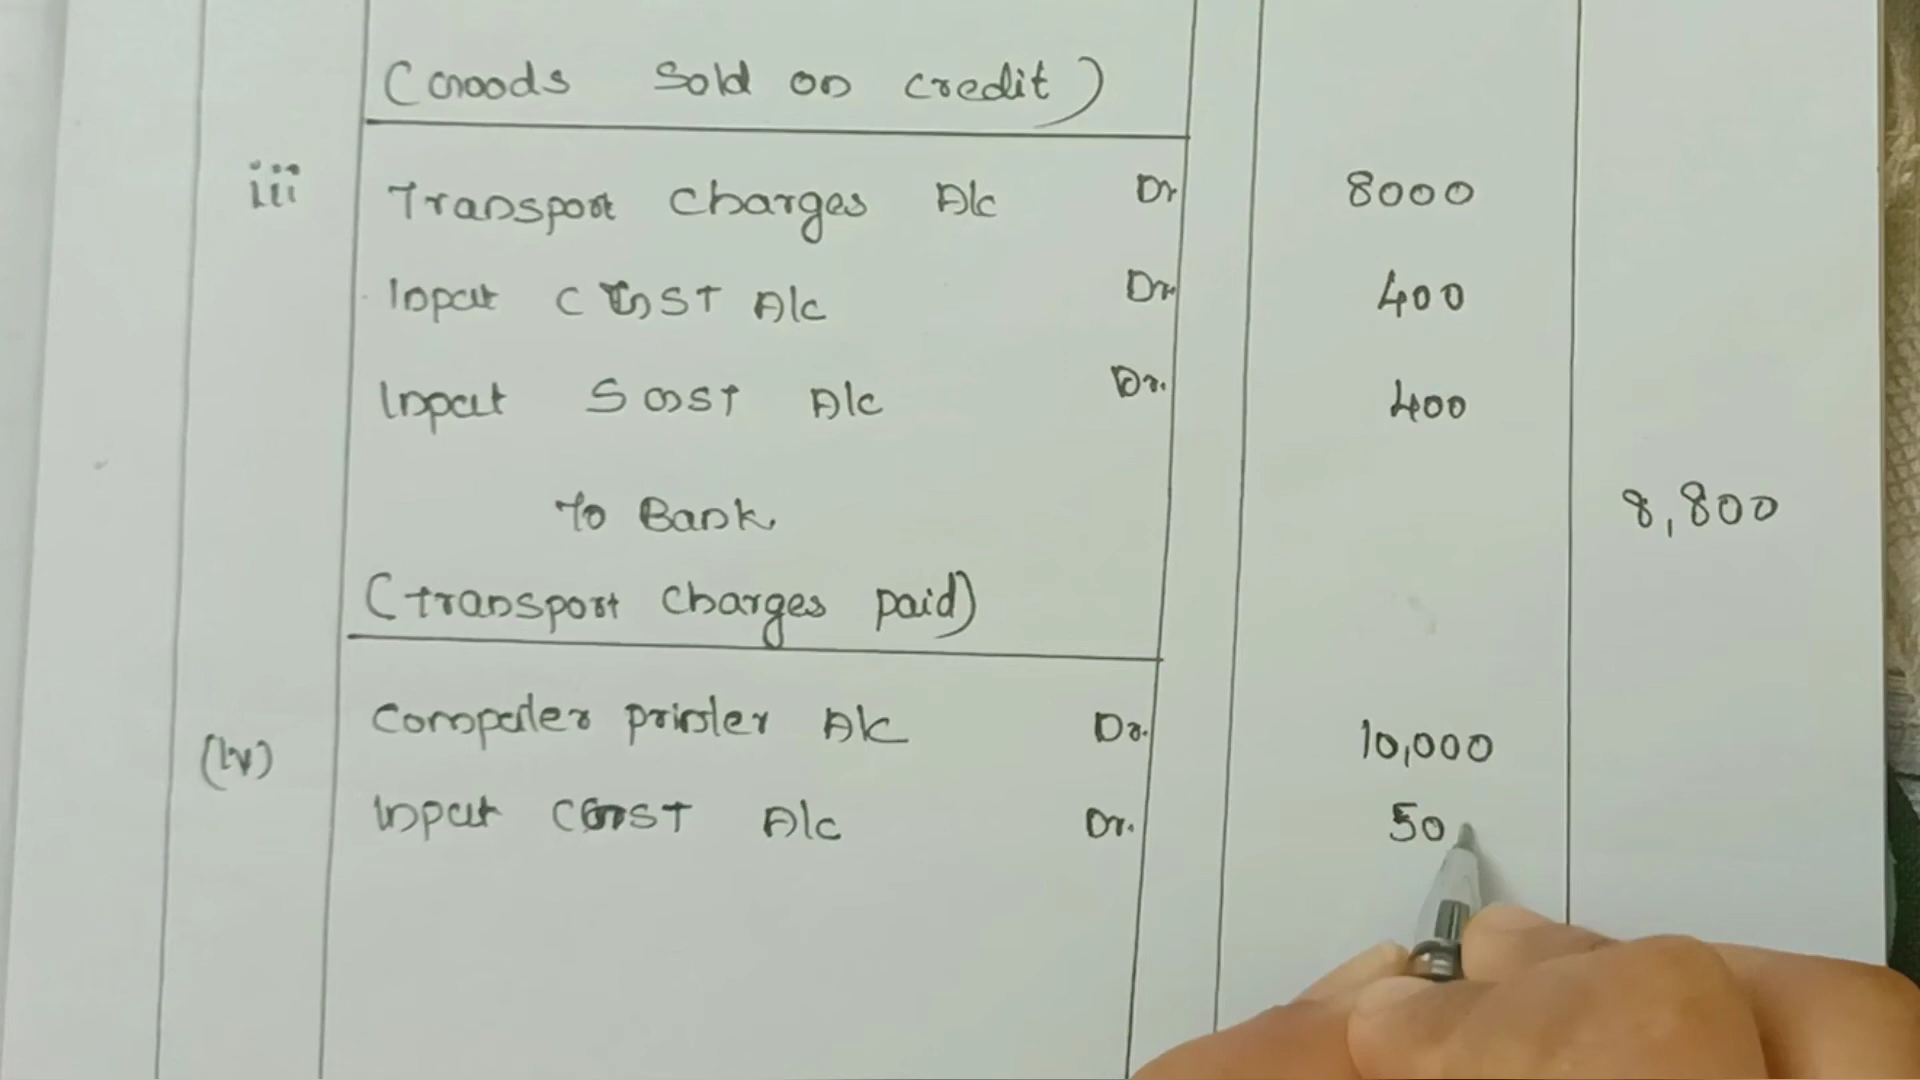 (Goods Sold on credit)
iii Transport charges A/c Dr 8000
Input CGST A/c Dr. 400
Input SGST A/c Dr. 400
To Bank 8,800
(transport charges paid)
(iv) Computer printer A/c Dr. 10,000
Input CGST A/c Dr. 50